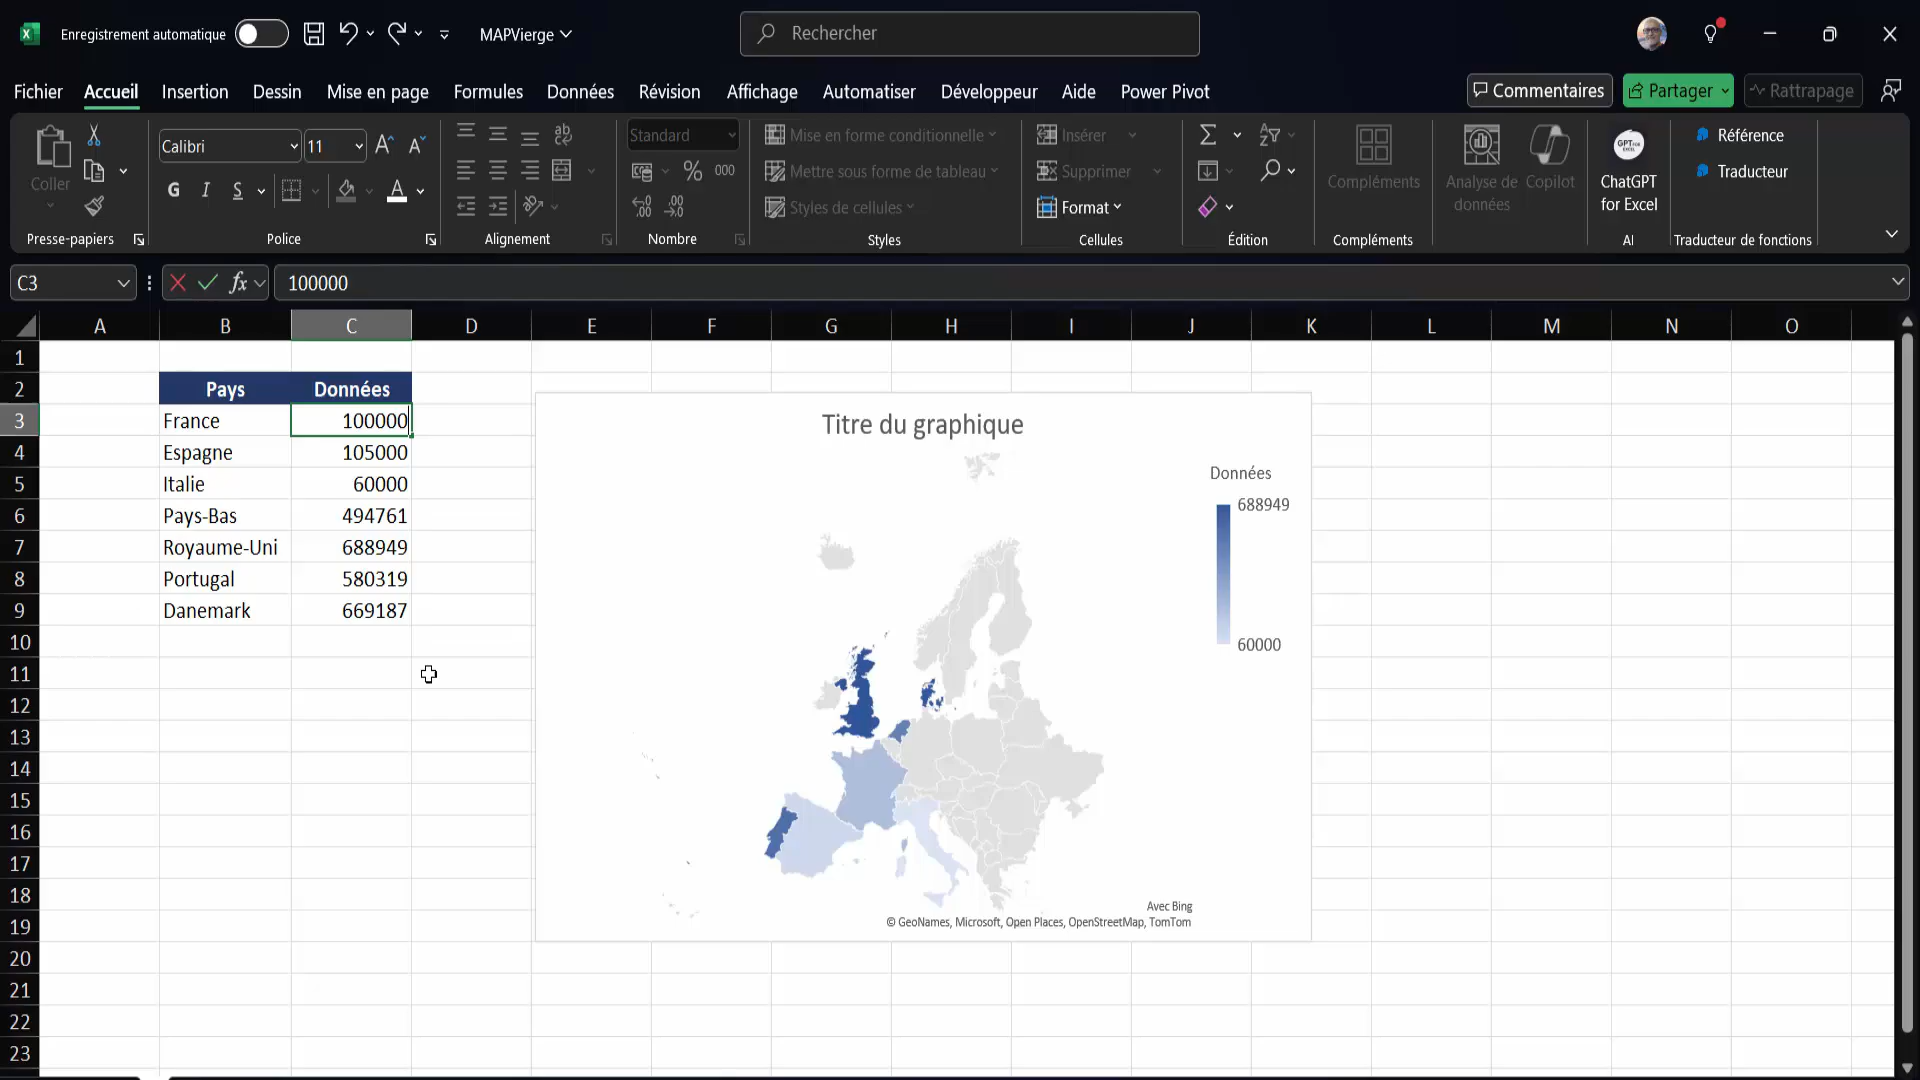 Enregistrement automatique
MAPVierge
Rechercher
Fichier Accueil Insertion Dessin Mise en page Formules Données Révision Affichage Automatiser Développeur Aide Power Pivot
Commentaires Partager Rattrapage
Coller
Presse-papiers
Calibri 11
G I S A
Police
ab
Alignement
Standard
% 000
Nombre
Mise en forme conditionnelle
Mettre sous forme de tableau
Styles de cellules
Styles
Insérer
Supprimer
Format
Cellules
Édition
Compléments
Compléments
Analyse de données
Copilot
GPT FOR EXCEL
ChatGPT for Excel
AI
Référence
Traducteur
Traducteur de fonctions
C3 fx 100000
A B C D E F G H I J K L M N O
1
2 Pays Données
3 France 100000
4 Espagne 105000
5 Italie 60000
6 Pays-Bas 494761
7 Royaume-Uni 688949
8 Portugal 580319
9 Danemark 669187
10
11
12
13
14
15
16
17
18
19
20
21
22
23
Titre du graphique
Données
688949
60000
Avec Bing
© GeoNames, Microsoft, Open Places, OpenStreetMap, TomTom